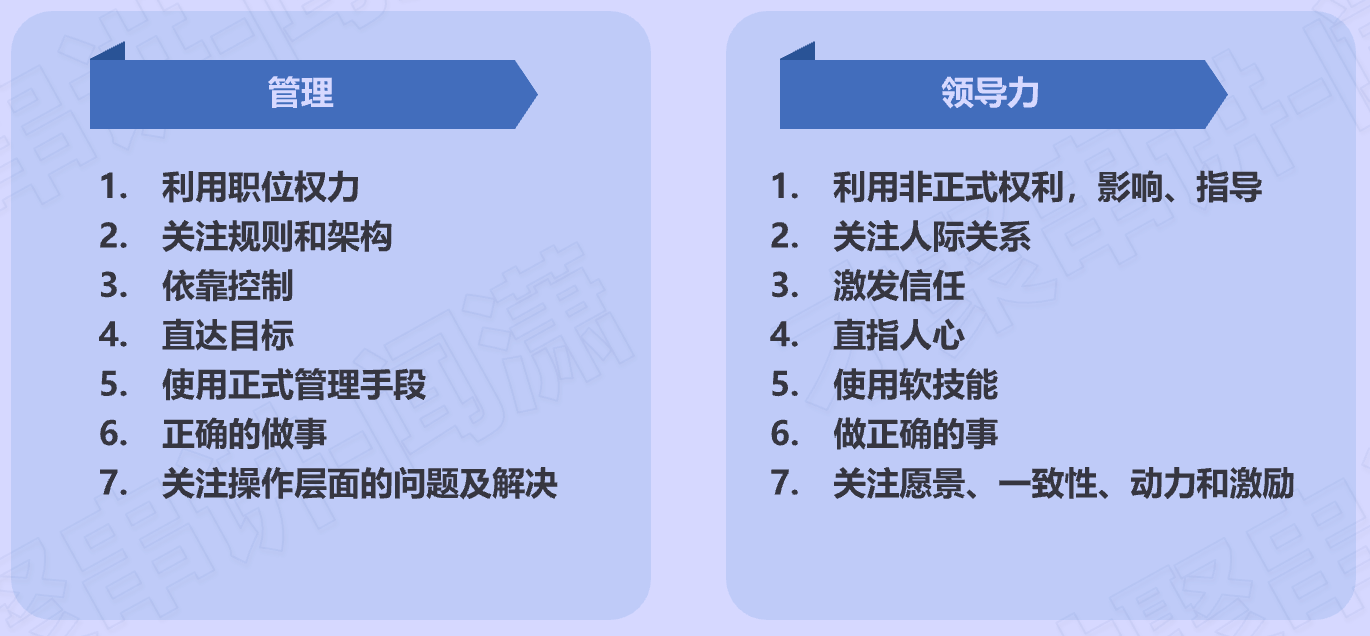 管理
1. 利用职位权力
2. 关注规则和架构
3. 依靠控制
4. 直达目标
5. 使用正式管理手段
6. 正确的做事
7. 关注操作层面的问题及解决
领导力
1. 利用非正式权利，影响、指导
2. 关注人际关系
3. 激发信任
4. 直指人心
5. 使用软技能
6. 做正确的事
7. 关注愿景、一致性、动力和激励